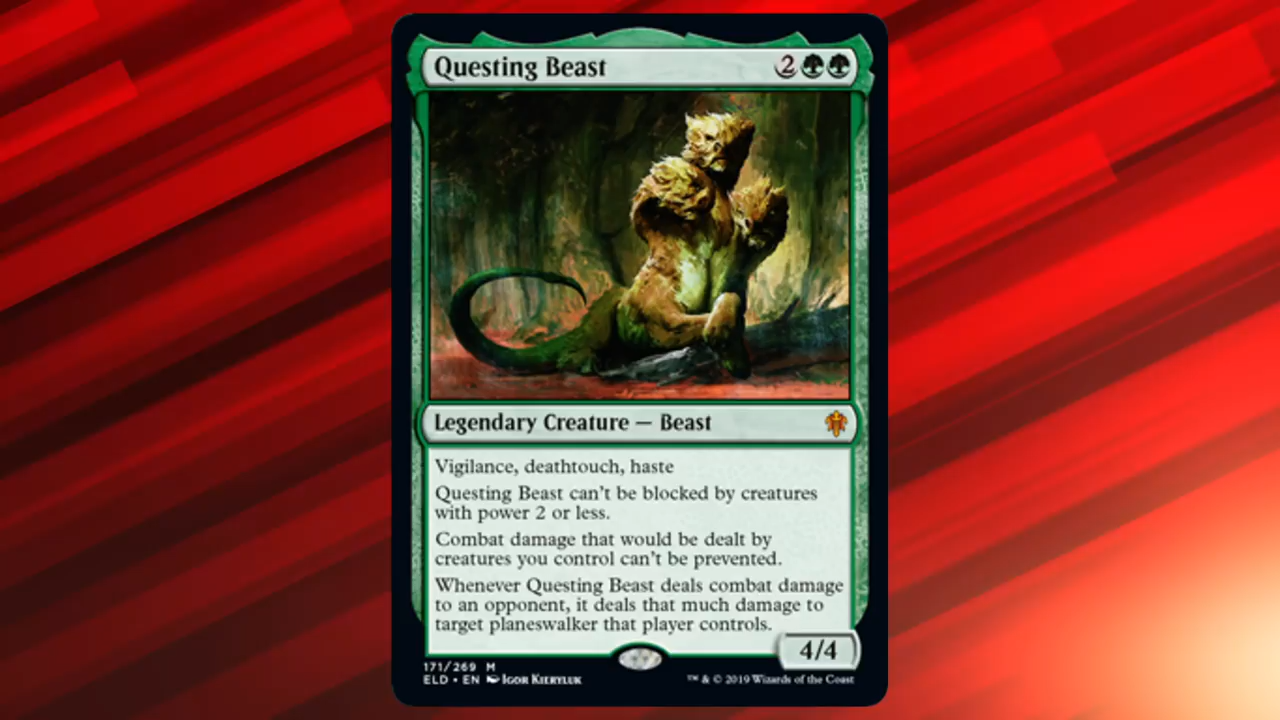 Questing Beast 2
Legendary Creature — Beast
Vigilance, deathtouch, haste
Questing Beast can't be blocked by creatures
with power 2 or less.
Combat damage that would be dealt by
creatures you control can't be prevented.
Whenever Questing Beast deals combat damage
to an opponent, it deals that much damage to
target planeswalker that player controls.
4/4
171/269 M
ELD • EN Igor Kieryluk
™ & © 2019 Wizards of the Coast